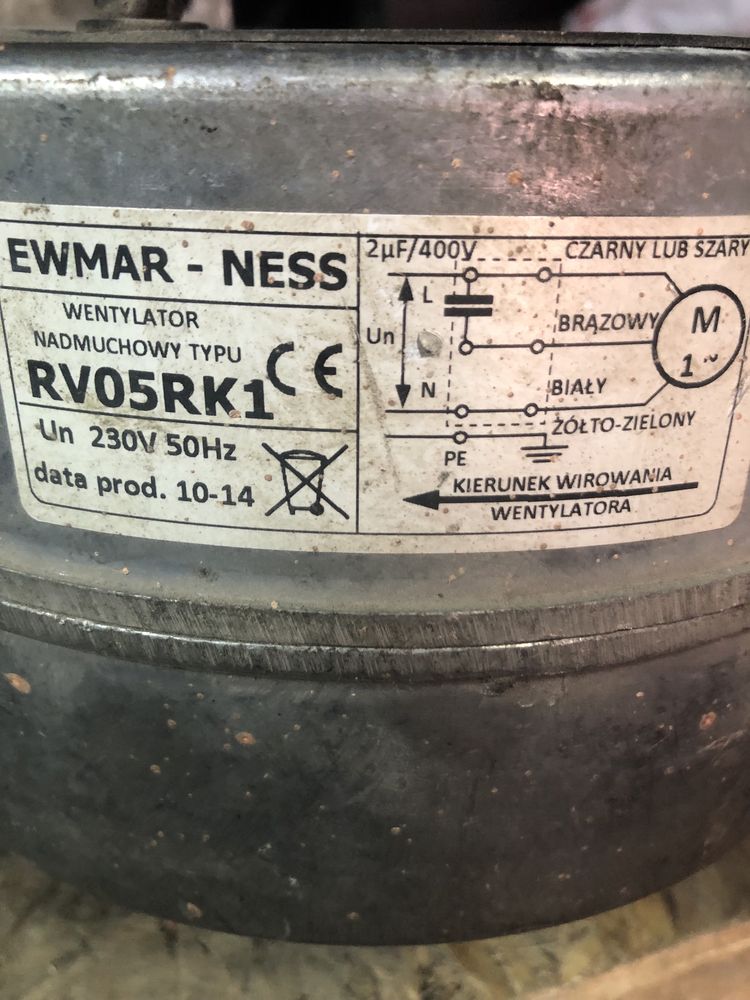 EWMAR - NESS
WENTYLATOR
NADMUCHOWY TYPU
RV05RK1
CE
Un 230V 50Hz
data prod. 10-14
2µF/400V
CZARNY LUB SZARY
L
Un
BRĄZOWY
M
1~
N
BIAŁY
ŻÓŁTO-ZIELONY
PE
KIERUNEK WIROWANIA
WENTYLATORA